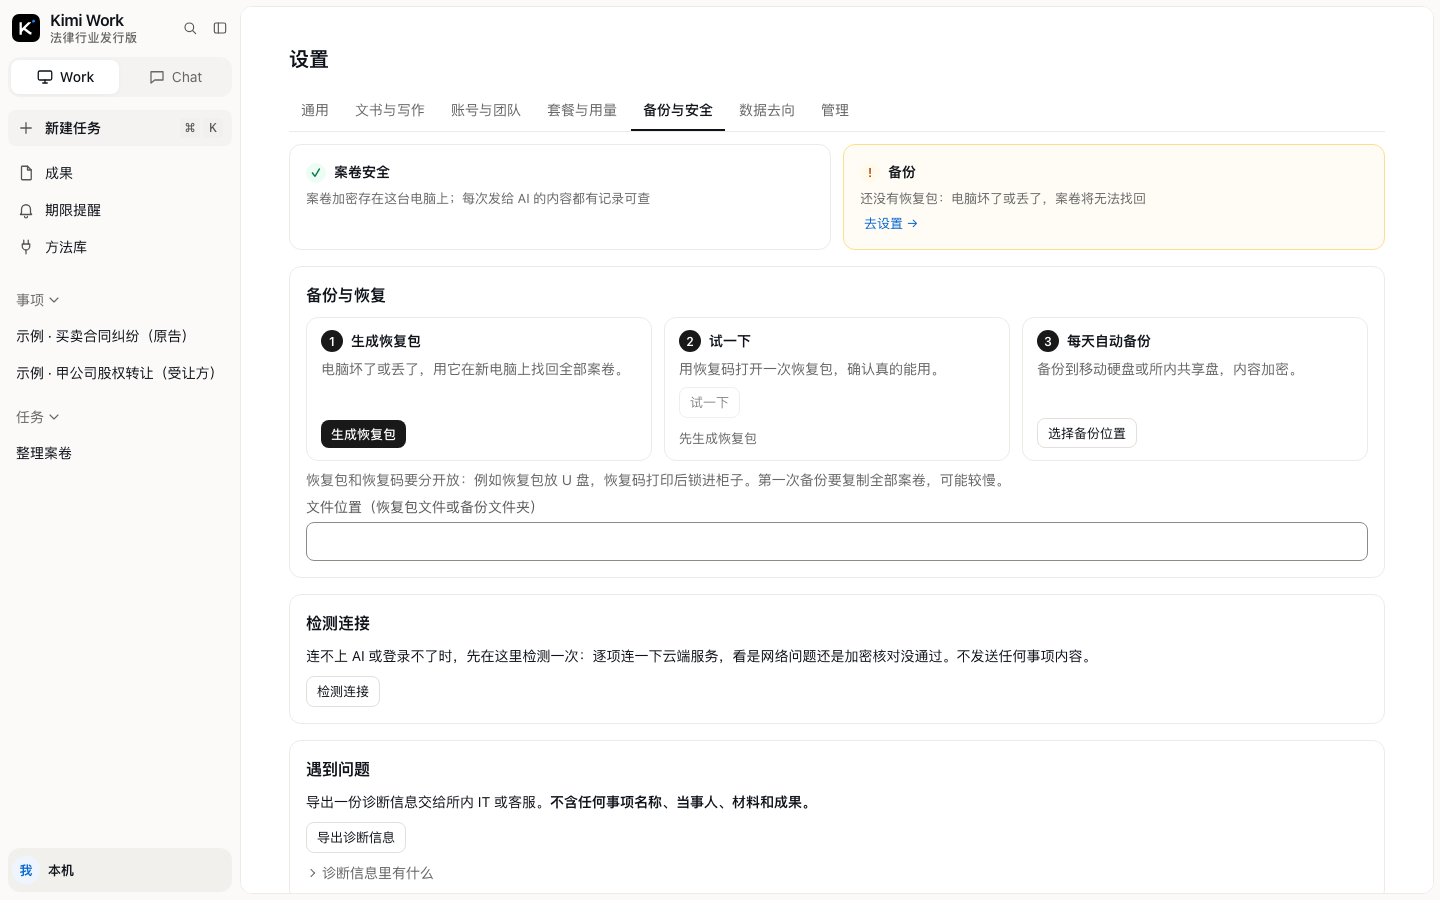 Kimi Work
法律行业发行版
Work
Chat
新建任务
⌘ K
成果
期限提醒
方法库
事项
示例 · 买卖合同纠纷（原告）
示例 · 甲公司股权转让（受让方）
任务
整理案卷
我 本机
设置
通用 文书与写作 账号与团队 套餐与用量 备份与安全 数据去向 管理
案卷安全
案卷加密存在这台电脑上；每次发给 AI 的内容都有记录可查
! 备份
还没有恢复包：电脑坏了或丢了，案卷将无法找回
去设置 →
备份与恢复
1 生成恢复包
电脑坏了或丢了，用它在新电脑上找回全部案卷。
生成恢复包
2 试一下
用恢复码打开一次恢复包，确认真的能用。
试一下
先生成恢复包
3 每天自动备份
备份到移动硬盘或所内共享盘，内容加密。
选择备份位置
恢复包和恢复码要分开放：例如恢复包放 U 盘，恢复码打印后锁进柜子。第一次备份要复制全部案卷，可能较慢。
文件位置（恢复包文件或备份文件夹）
检测连接
连不上 AI 或登录不了时，先在这里检测一次：逐项连一下云端服务，看是网络问题还是加密核对没通过。不发送任何事项内容。
检测连接
遇到问题
导出一份诊断信息交给所内 IT 或客服。不含任何事项名称、当事人、材料和成果。
导出诊断信息
诊断信息里有什么